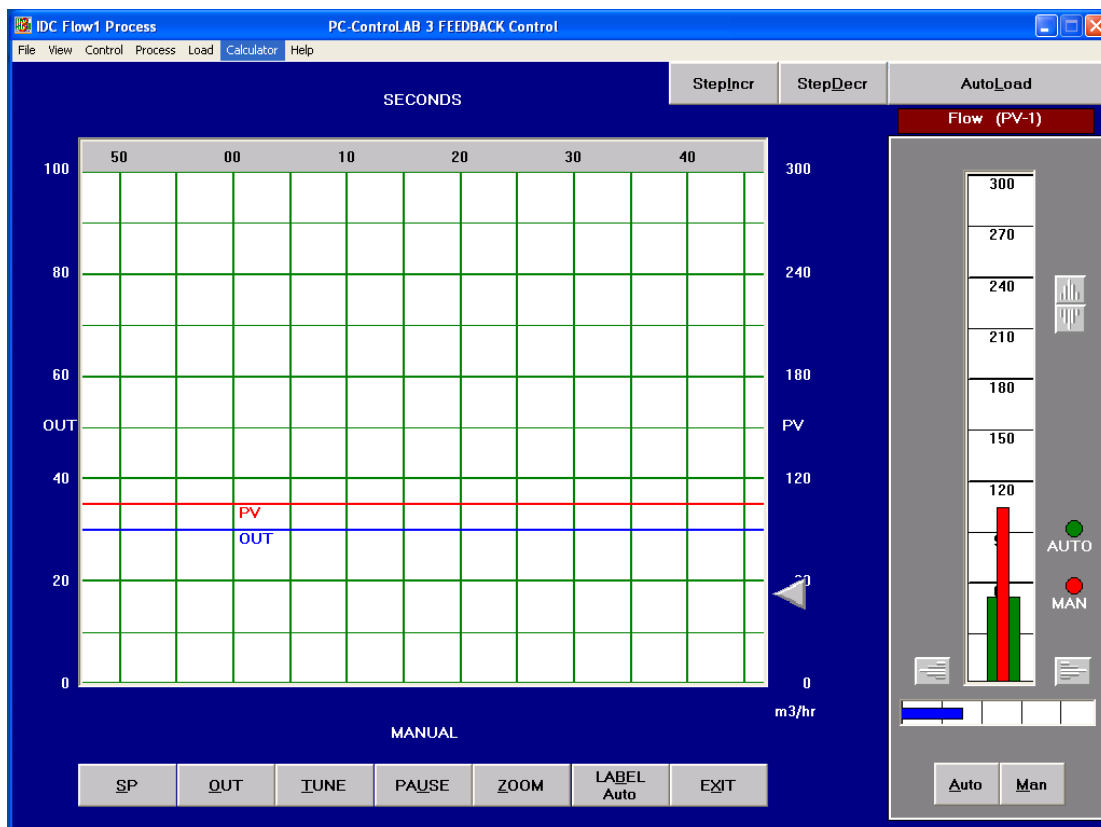 IDC Flow1 Process PC-ControLAB 3 FEEDBACK Control
File View Control Process Load Calculator Help
StepIncr StepDecr AutoLoad
SECONDS
Flow (PV-1)
50 00 10 20 30 40
100 300
80 240
60 180
OUT PV
40 120
PV
OUT
20
0 0
m3/hr
MANUAL
SP OUT TUNE PAUSE ZOOM LABEL Auto EXIT
300
270
240
210
180
150
120
AUTO
MAN
Auto Man